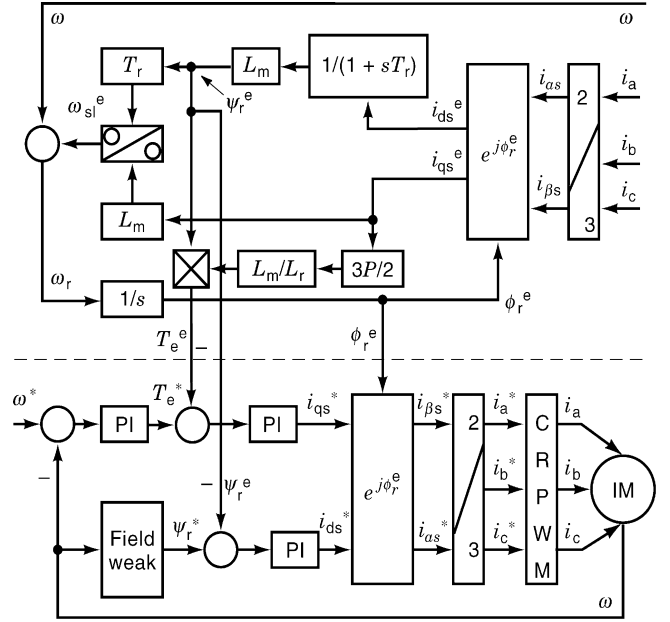 ω ω
T_r L_m 1/(1 + sT_r)
ω_sl^e ψ_r^e i_ds^e i_αs 2 i_a
i_qs^e e^{jϕ_r^e} i_b
L_m i_βs 3 i_c
ω_r 1/s L_m/L_r 3P/2
T_e^e − ϕ_r^e ϕ_r^e
ω* PI T_e* PI i_qs* i_βs* 2 i_a* C i_a
− − ψ_r^e e^{jϕ_r^e} i_b* R i_b IM
Field weak ψ_r* PI i_ds* i_αs* 3 i_c* P i_c
W
M
ω